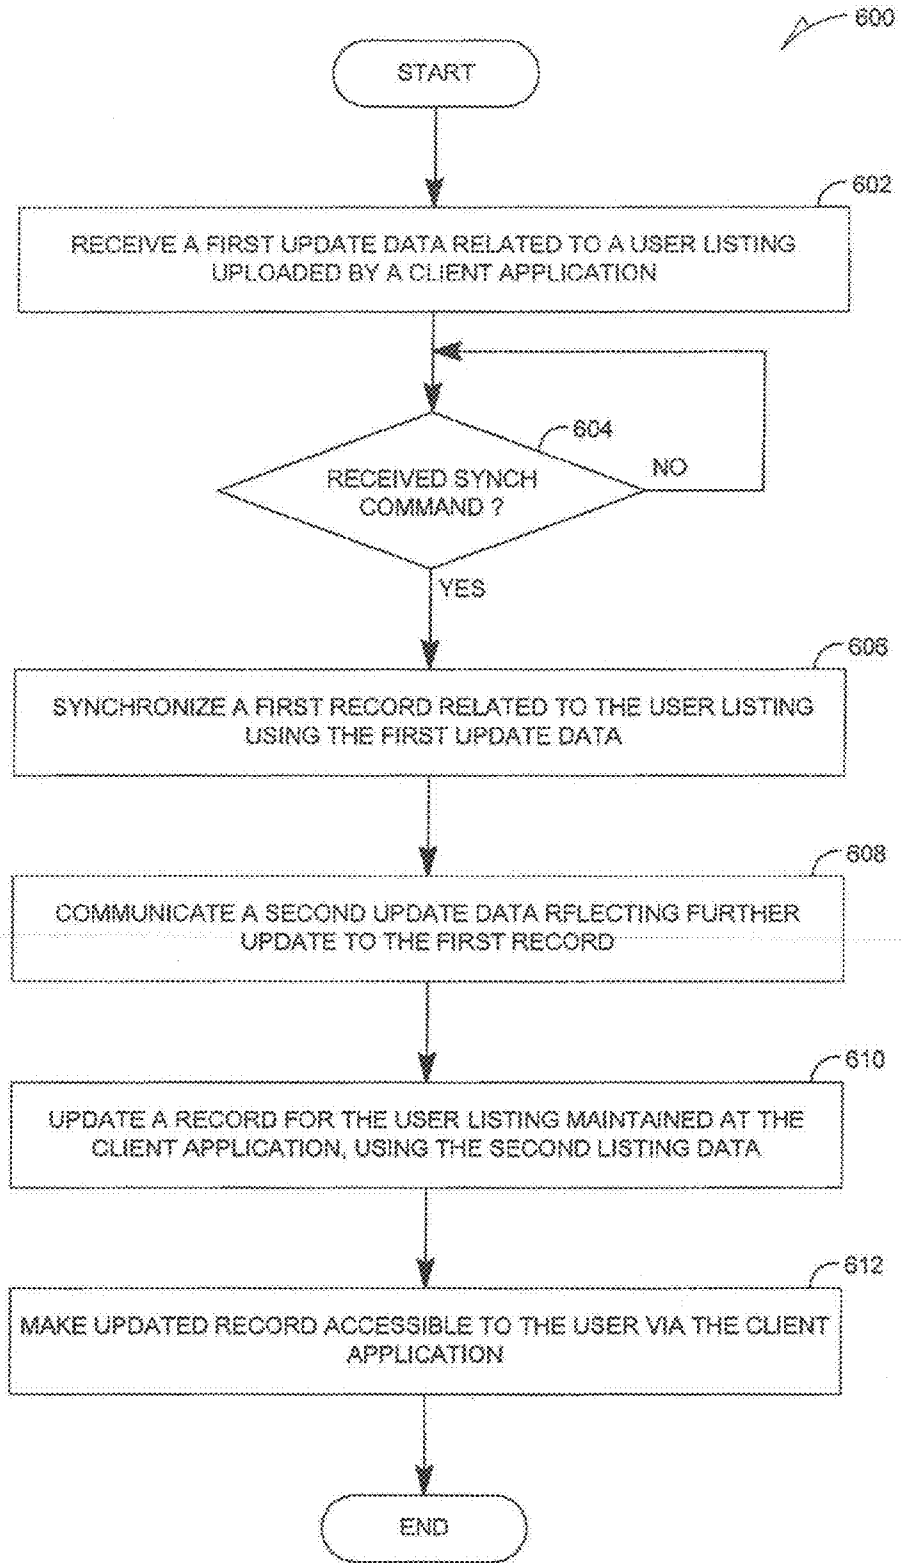 600
START
602
RECEIVE A FIRST UPDATE DATA RELATED TO A USER LISTING
UPLOADED BY A CLIENT APPLICATION
604
RECEIVED SYNCH
COMMAND ?
NO
YES
606
SYNCHRONIZE A FIRST RECORD RELATED TO THE USER LISTING
USING THE FIRST UPDATE DATA
608
COMMUNICATE A SECOND UPDATE DATA RFLECTING FURTHER
UPDATE TO THE FIRST RECORD
610
UPDATE A RECORD FOR THE USER LISTING MAINTAINED AT THE
CLIENT APPLICATION, USING THE SECOND LISTING DATA
612
MAKE UPDATED RECORD ACCESSIBLE TO THE USER VIA THE CLIENT
APPLICATION
END